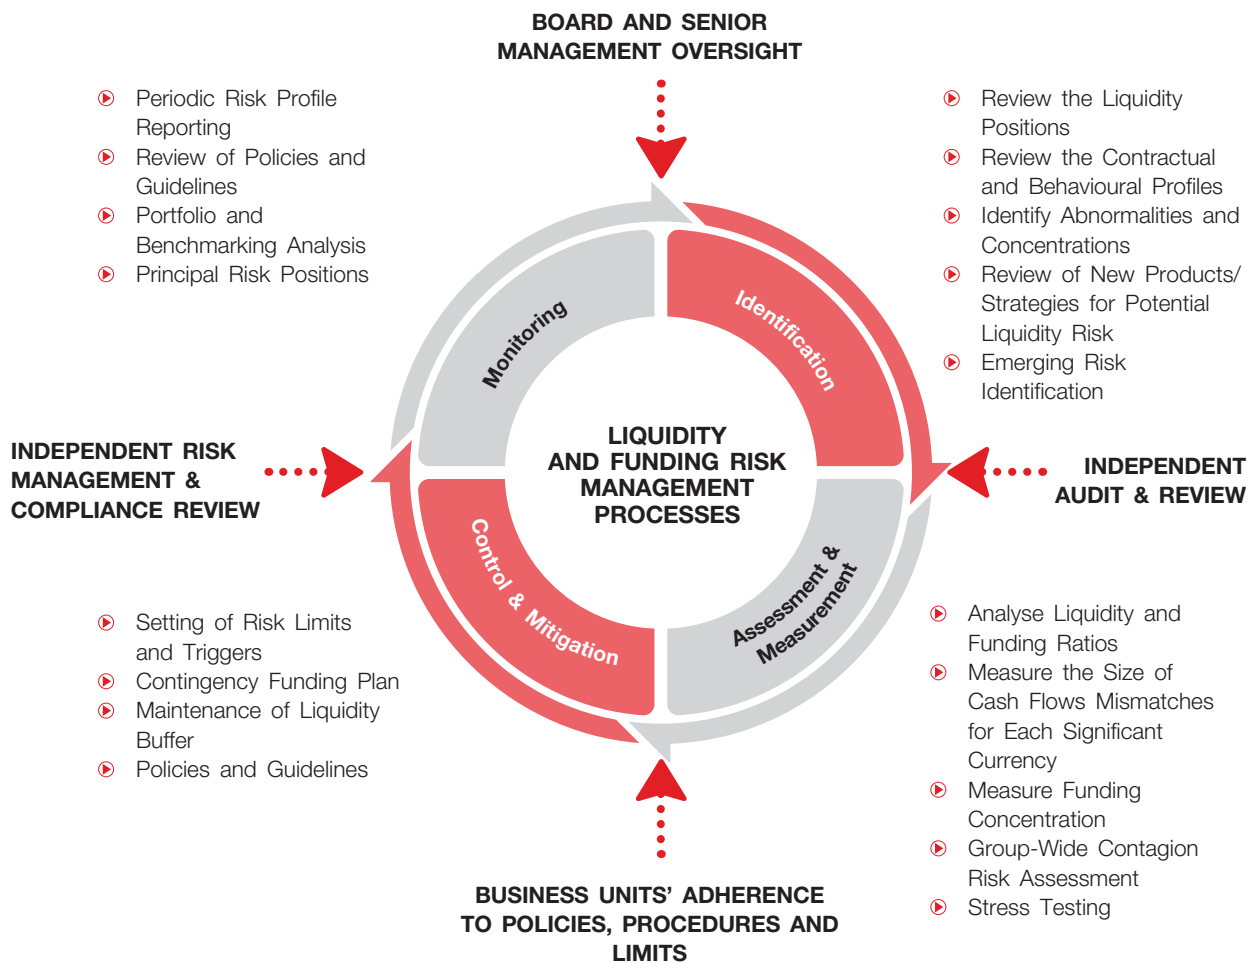 BOARD AND SENIOR
MANAGEMENT OVERSIGHT
Periodic Risk Profile
Reporting
Review of Policies and
Guidelines
Portfolio and
Benchmarking Analysis
Principal Risk Positions
Review the Liquidity
Positions
Review the Contractual
and Behavioural Profiles
Identify Abnormalities and
Concentrations
Review of New Products/
Strategies for Potential
Liquidity Risk
Emerging Risk
Identification
Monitoring
Identification
LIQUIDITY
AND FUNDING RISK
MANAGEMENT
PROCESSES
INDEPENDENT RISK
MANAGEMENT &
COMPLIANCE REVIEW
INDEPENDENT
AUDIT & REVIEW
Control & Mitigation
Assessment &
Measurement
Setting of Risk Limits
and Triggers
Contingency Funding Plan
Maintenance of Liquidity
Buffer
Policies and Guidelines
Analyse Liquidity and
Funding Ratios
Measure the Size of
Cash Flows Mismatches
for Each Significant
Currency
Measure Funding
Concentration
Group-Wide Contagion
Risk Assessment
Stress Testing
BUSINESS UNITS' ADHERENCE
TO POLICIES, PROCEDURES AND
LIMITS